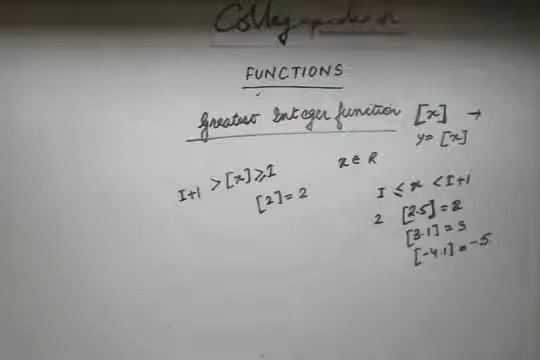 FUNCTIONS
Greatest Integer function [x] →
y = [x]
x ∈ R
I+1 > [x] ⩾ I
[2] = 2
I ≤ x < I+1
2 [2.5] = 2
[3.1] = 3
[-4.1] = -5